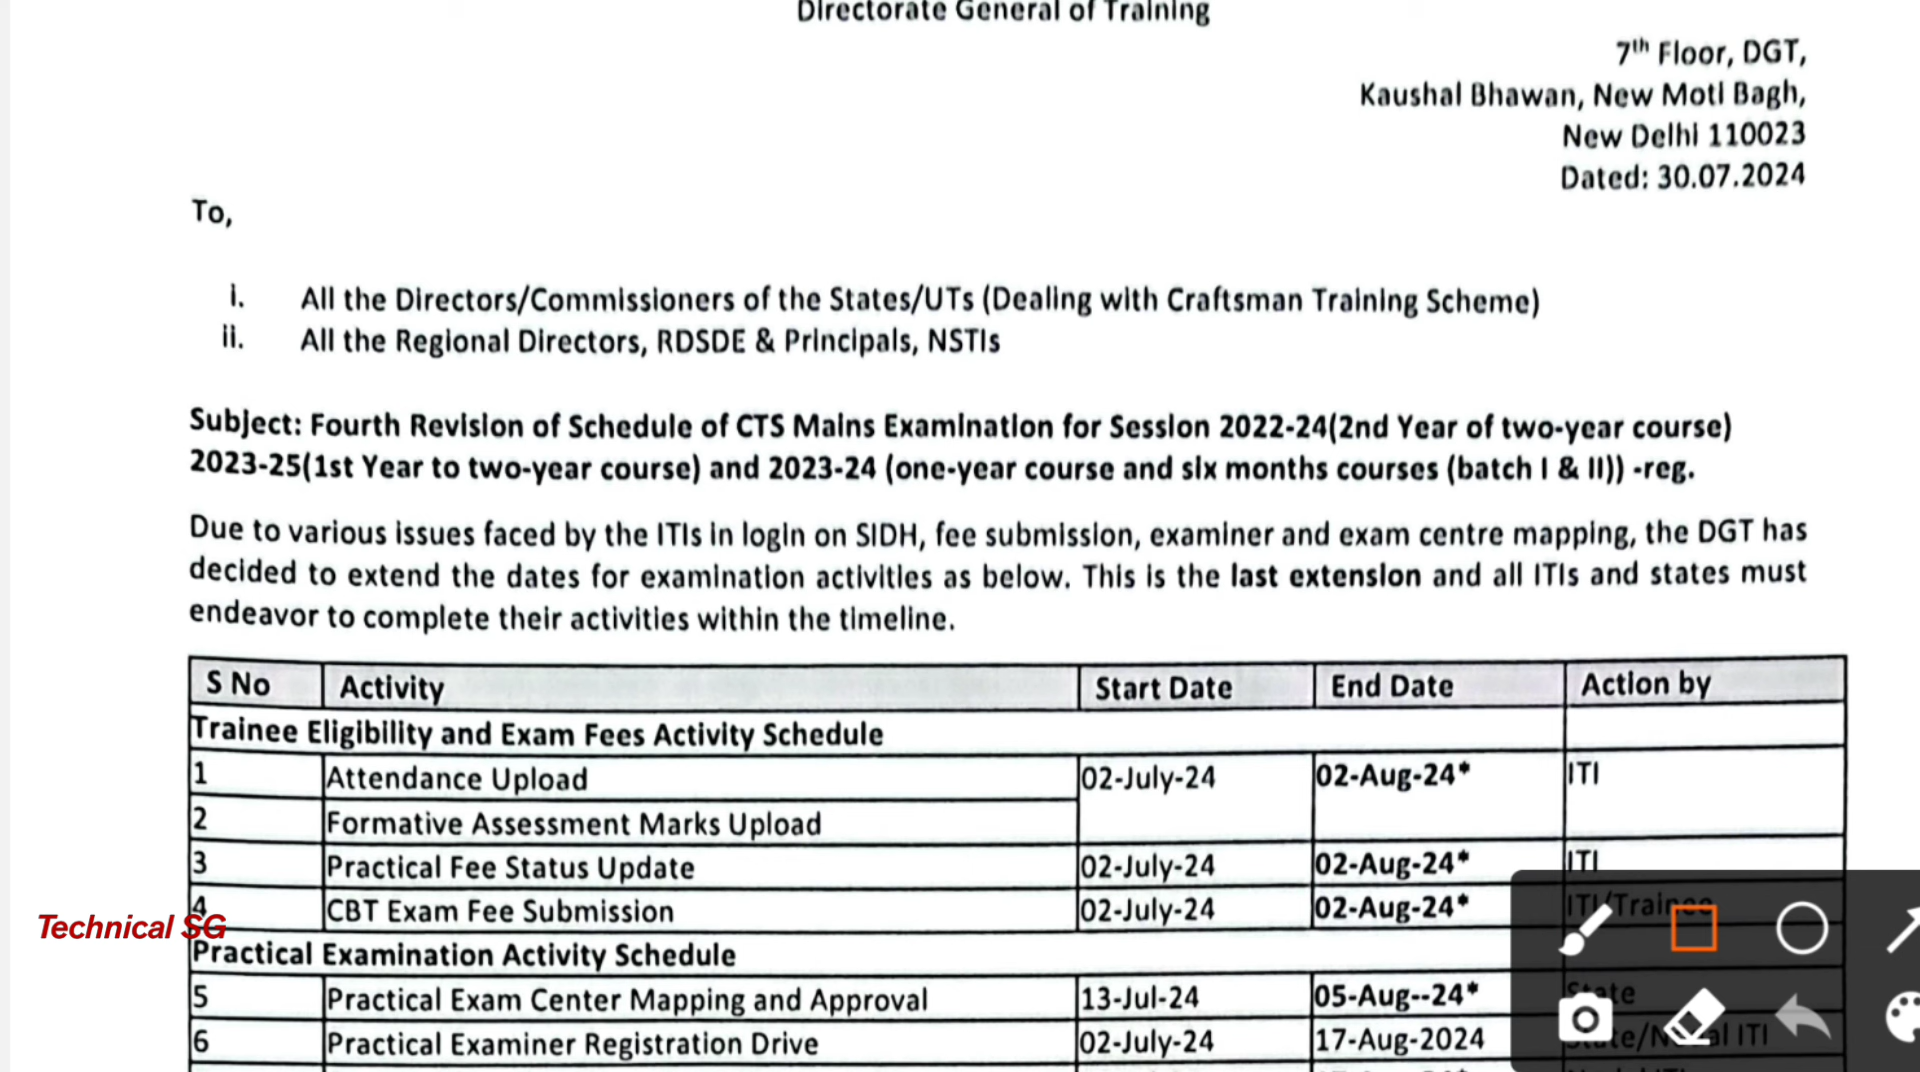 Directorate General of Training
7th Floor, DGT,
Kaushal Bhawan, New Moti Bagh,
New Delhi 110023
Dated: 30.07.2024
To,
i. All the Directors/Commissioners of the States/UTs (Dealing with Craftsman Training Scheme)
ii. All the Regional Directors, RDSDE & Principals, NSTIs
Subject: Fourth Revision of Schedule of CTS Mains Examination for Session 2022-24(2nd Year of two-year course)
2023-25(1st Year to two-year course) and 2023-24 (one-year course and six months courses (batch I & II)) -reg.
Due to various issues faced by the ITIs in login on SIDH, fee submission, examiner and exam centre mapping, the DGT has
decided to extend the dates for examination activities as below. This is the last extension and all ITIs and states must
endeavor to complete their activities within the timeline.
S No Activity Start Date End Date Action by
Trainee Eligibility and Exam Fees Activity Schedule
1 Attendance Upload 02-July-24 02-Aug-24* ITI
2 Formative Assessment Marks Upload
3 Practical Fee Status Update 02-July-24 02-Aug-24* ITI
4 CBT Exam Fee Submission 02-July-24 02-Aug-24* ITI/Trainee
Technical SG
Practical Examination Activity Schedule
5 Practical Exam Center Mapping and Approval 13-Jul-24 05-Aug--24* State
6 Practical Examiner Registration Drive 02-July-24 17-Aug-2024 ITI